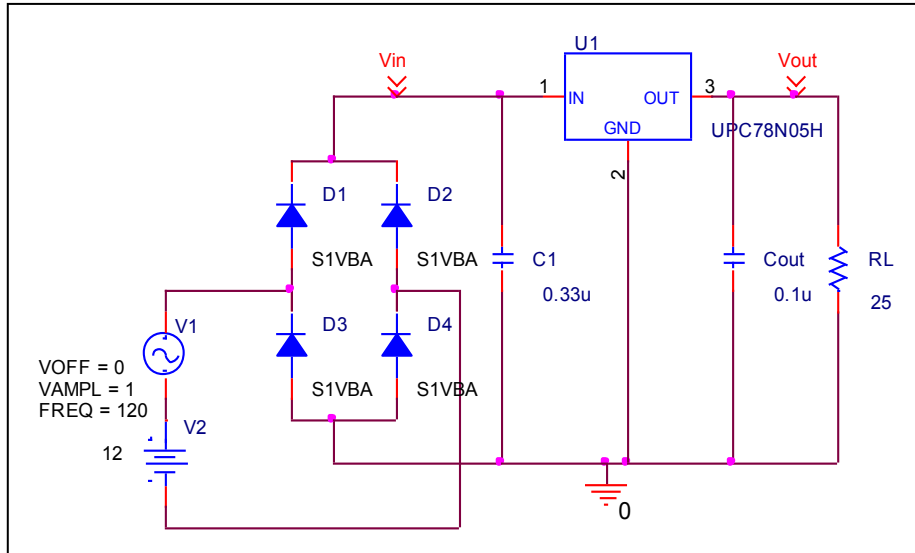 U1
Vin
Vout
1
IN
OUT
3
GND
UPC78N05H
2
D1
D2
S1VBA
S1VBA
C1
0.33u
Cout
0.1u
RL
25
V1
D3
D4
VOFF = 0
VAMPL = 1
FREQ = 120
S1VBA
S1VBA
V2
12
0